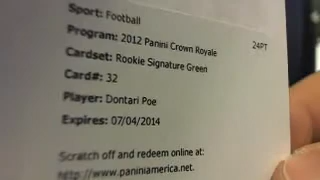 Sport: Football
Program: 2012 Panini Crown Royale 24PT
Cardset: Rookie Signature Green
Card#: 32
Player: Dontari Poe
Expires: 07/04/2014
Scratch off and redeem online at:
http://www.paniniamerica.net.